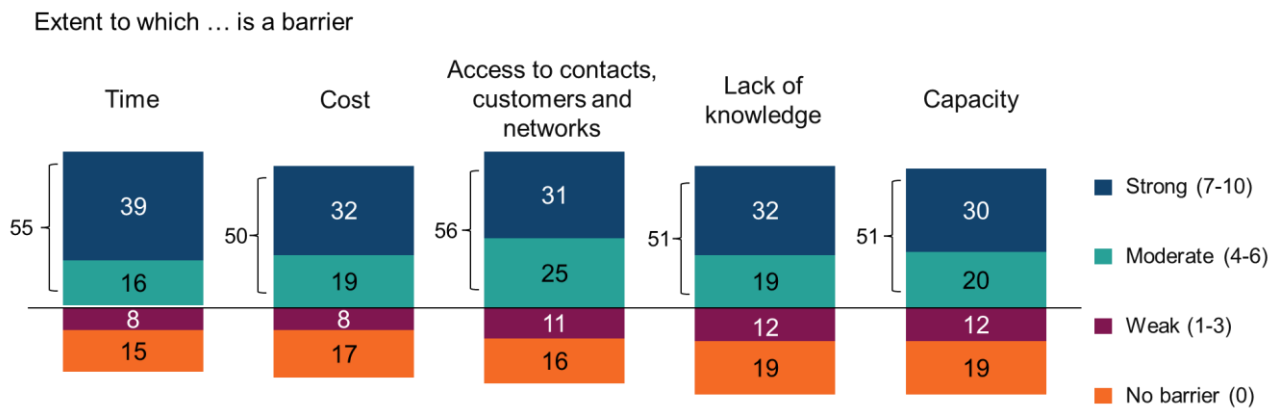 Extent to which … is a barrier
Time
Cost
Access to contacts,
customers and
networks
Lack of
knowledge
Capacity
55
39
16
8
15
50
32
19
8
17
56
31
25
11
16
51
32
19
12
19
51
30
20
12
19
Strong (7-10)
Moderate (4-6)
Weak (1-3)
No barrier (0)